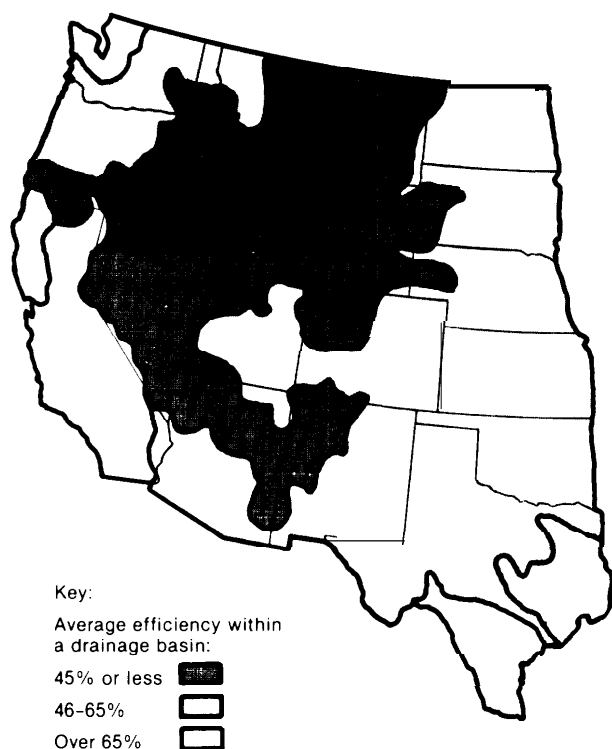 Key:
Average efficiency within
a drainage basin:
45% or less
46-65%
Over 65%